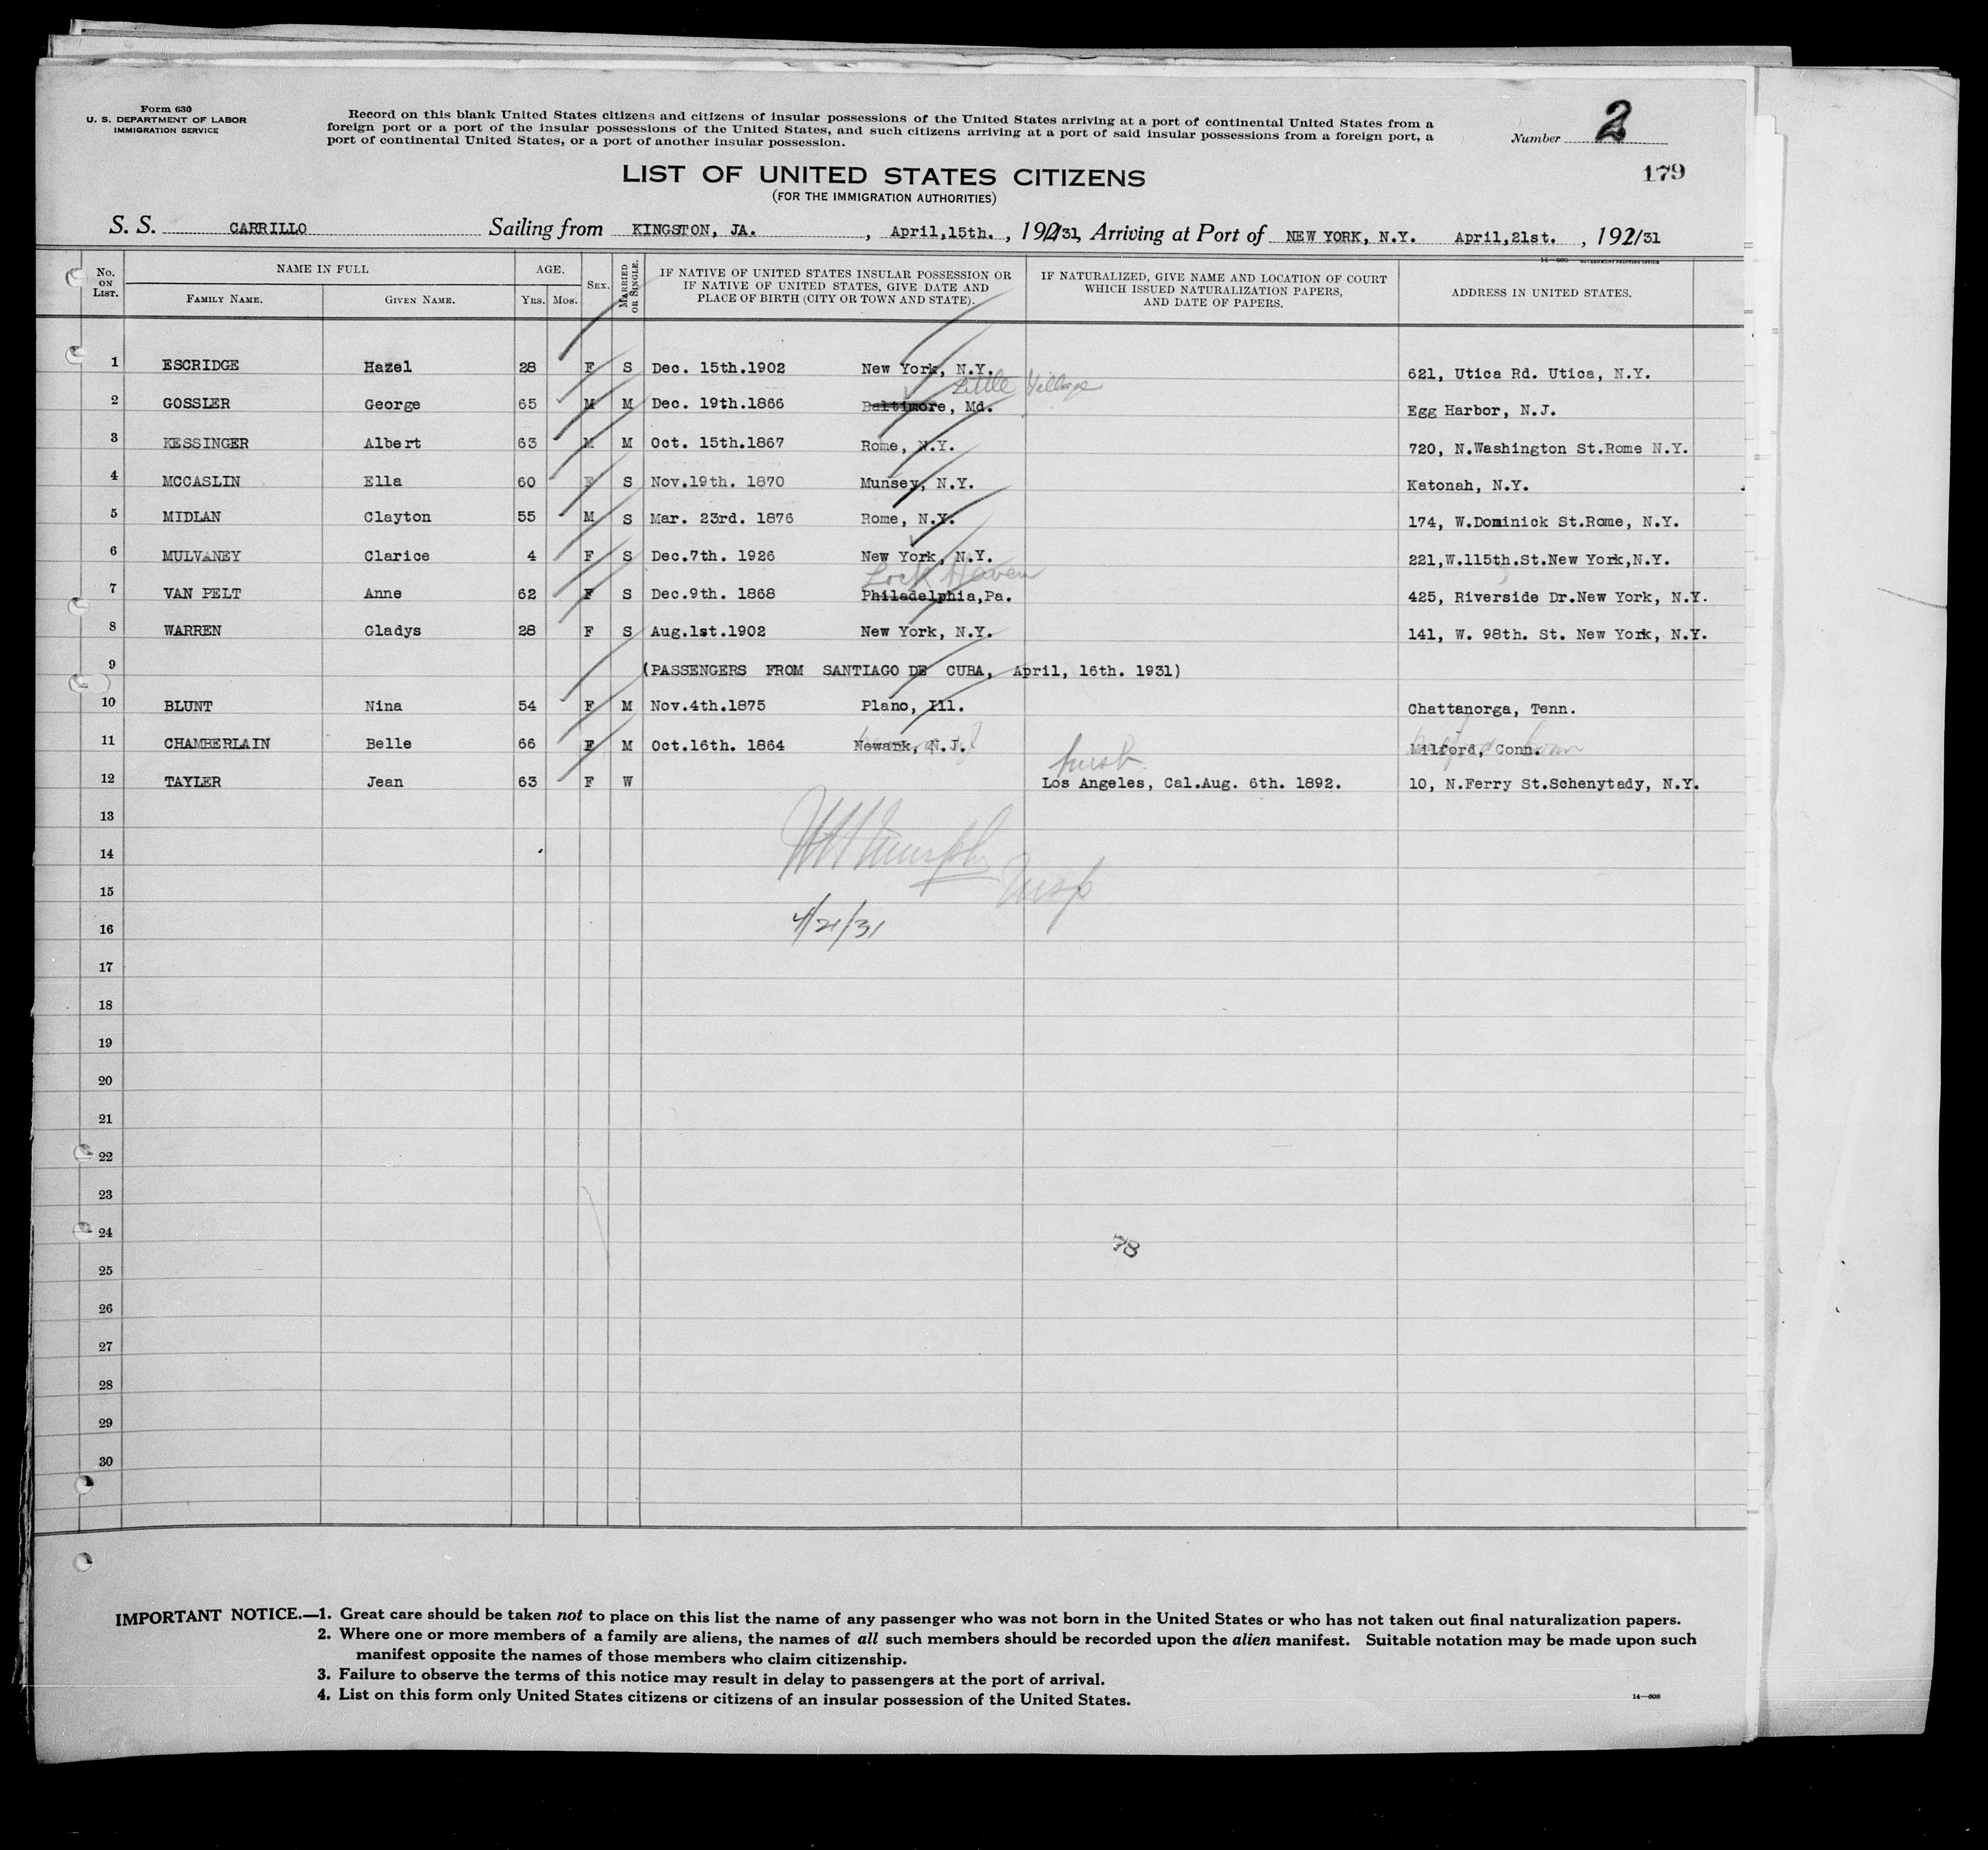 Form 630
U. S. DEPARTMENT OF LABOR
IMMIGRATION SERVICE
Record on this blank United States citizens and citizens of insular possessions of the United States arriving at a port of continental United States from a
foreign port or a port of the insular possessions of the United States, and such citizens arriving at a port of said insular possessions from a foreign port, a
port of continental United States, or a port of another insular possession.
Number 2
179
LIST OF UNITED STATES CITIZENS
(FOR THE IMMIGRATION AUTHORITIES)
S. S. CARRILLO Sailing from KINGSTON, JA. , April,15th. , 192/31, Arriving at Port of NEW YORK, N.Y. April,21st. , 192/31
No. ON LIST. NAME IN FULL AGE. SEX. MARRIED OR SINGLE. IF NATIVE OF UNITED STATES INSULAR POSSESSION OR IF NATIVE OF UNITED STATES, GIVE DATE AND PLACE OF BIRTH (CITY OR TOWN AND STATE). IF NATURALIZED, GIVE NAME AND LOCATION OF COURT WHICH ISSUED NATURALIZATION PAPERS, AND DATE OF PAPERS. ADDRESS IN UNITED STATES.
FAMILY NAME. GIVEN NAME. YRS. MOS.
1 ESCRIDGE Hazel 28 F S Dec. 15th.1902 New York, N.Y. 621, Utica Rd. Utica, N.Y.
Little Village
2 GOSSLER George 65 M M Dec. 19th.1866 Baltimore, Md. Egg Harbor, N.J.
3 KESSINGER Albert 63 M M Oct. 15th.1867 Rome, N.Y. 720, N.Washington St.Rome N.Y.
4 MCCASLIN Ella 60 F S Nov.19th. 1870 Munsey, N.Y. Katonah, N.Y.
5 MIDLAN Clayton 55 M S Mar. 23rd. 1876 Rome, N.Y. 174, W.Dominick St.Rome, N.Y.
6 MULVANEY Clarice 4 F S Dec.7th. 1926 New York, N.Y. 221,W.115th.St.New York,N.Y.
Lock Haven
7 VAN PELT Anne 62 F S Dec.9th. 1868 Philadelphia,Pa. 425, Riverside Dr.New York, N.Y.
8 WARREN Gladys 28 F S Aug.1st.1902 New York, N.Y. 141, W. 98th. St. New York, N.Y.
9 (PASSENGERS FROM SANTIAGO DE CUBA, April, 16th. 1931)
10 BLUNT Nina 54 F M Nov.4th.1875 Plano, Ill. Chattanorga, Tenn.
11 CHAMBERLAIN Belle 66 F M Oct.16th. 1864 Newark, N.J. Milford, Conn.
12 TAYLER Jean 63 F W Los Angeles, Cal.Aug. 6th. 1892. 10, N.Ferry St.Schenytady, N.Y.
13
14
15
16 4/21/31
17
18
19
20
21
22
23
24
78
25
26
27
28
29
30
IMPORTANT NOTICE.—1. Great care should be taken not to place on this list the name of any passenger who was not born in the United States or who has not taken out final naturalization papers.
2. Where one or more members of a family are aliens, the names of all such members should be recorded upon the alien manifest. Suitable notation may be made upon such
manifest opposite the names of those members who claim citizenship.
3. Failure to observe the terms of this notice may result in delay to passengers at the port of arrival.
4. List on this form only United States citizens or citizens of an insular possession of the United States.
14—608